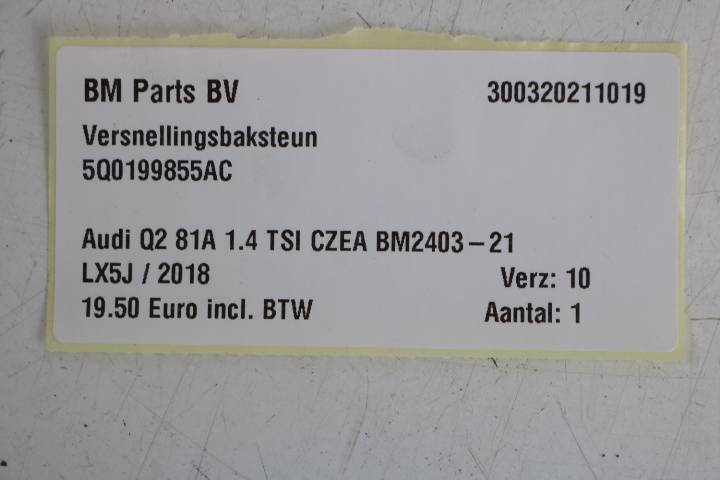 BM Parts BV 300320211019
Versnellingsbaksteun
5Q0199855AC
Audi Q2 81A 1.4 TSI CZEA BM2403-21
LX5J / 2018 Verz: 10
19.50 Euro incl. BTW Aantal: 1